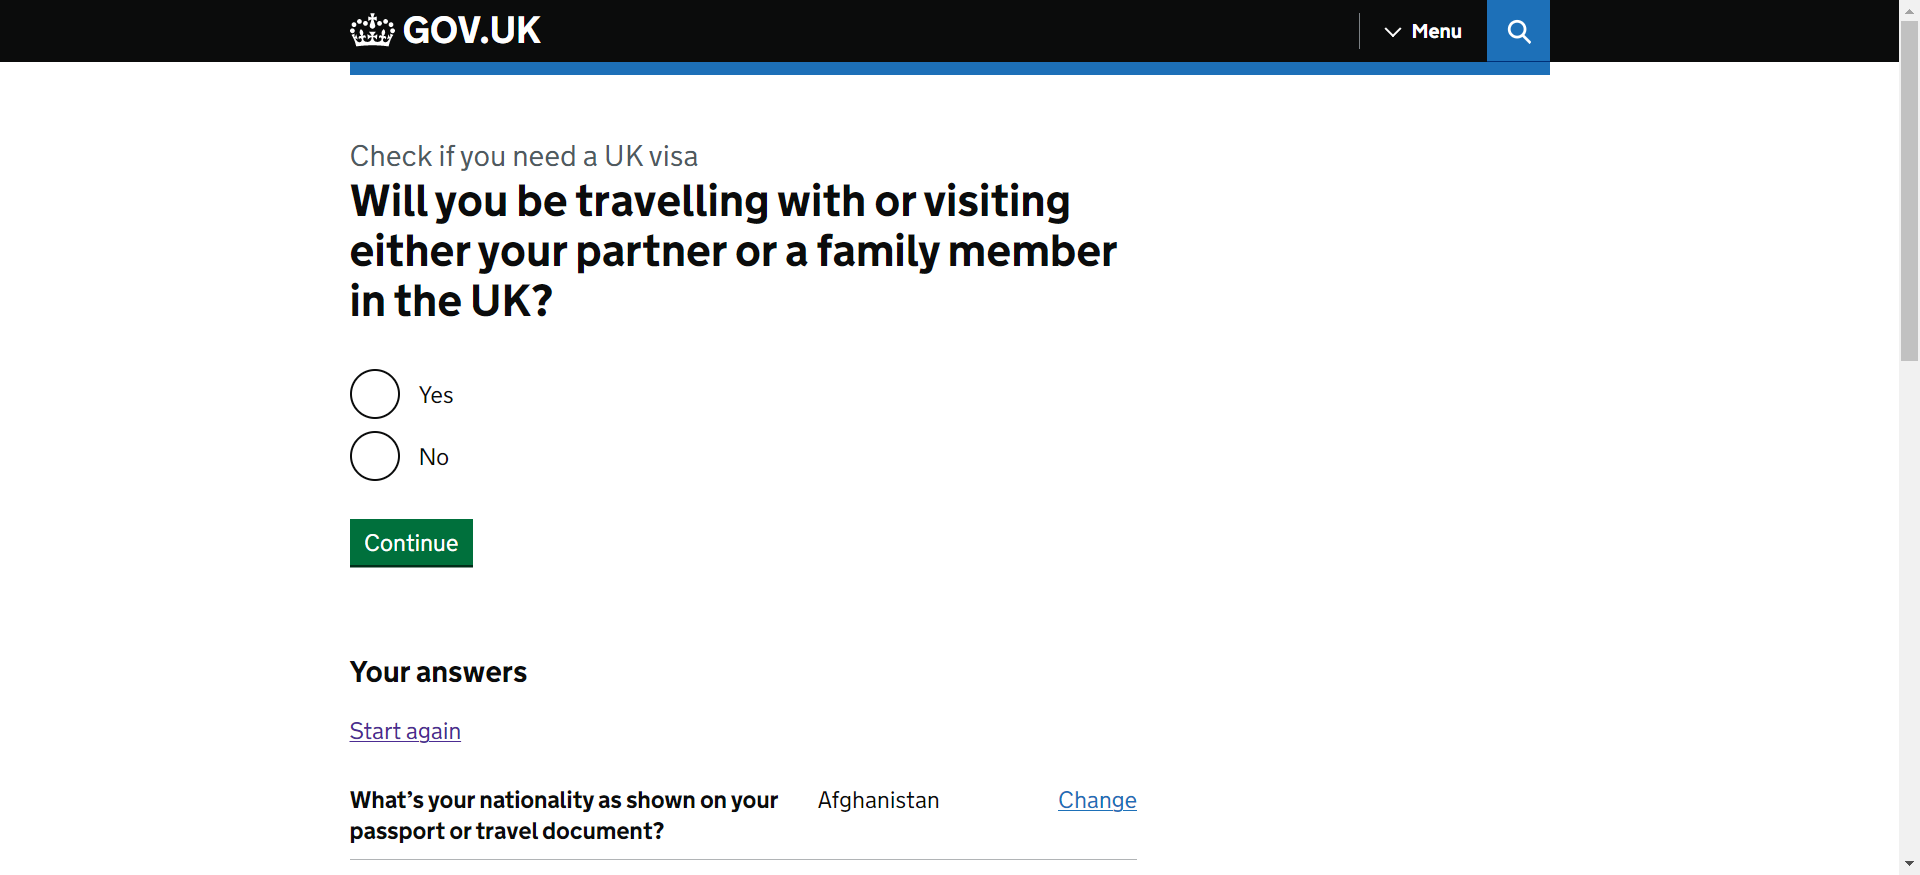 GOV.UK
Menu
Check if you need a UK visa
Will you be travelling with or visiting
either your partner or a family member
in the UK?
Yes
No
Continue
Your answers
Start again
What’s your nationality as shown on your
passport or travel document?
Afghanistan
Change